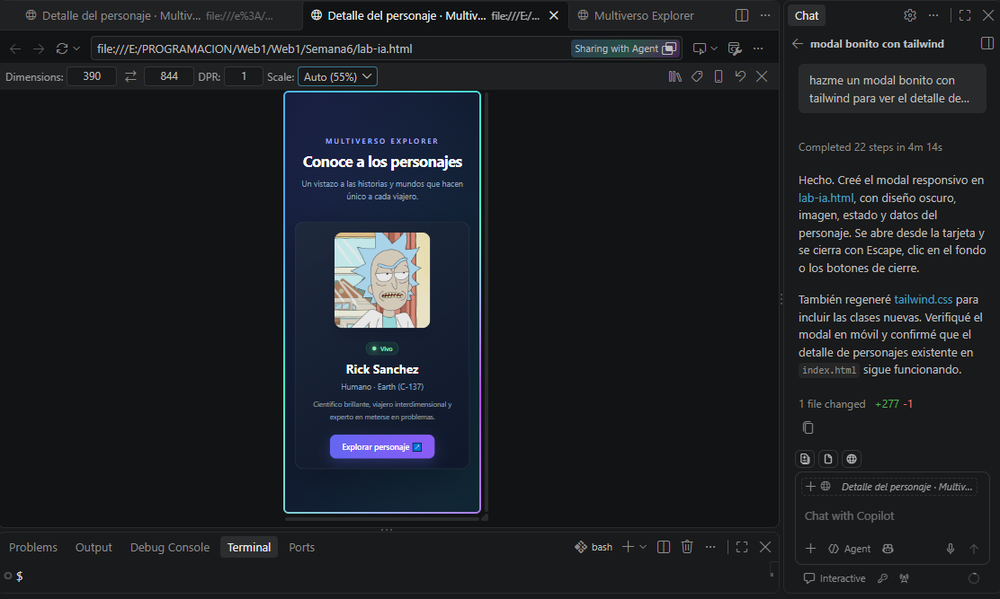 Detalle del personaje · Multiv... file:///e%3A/...
Detalle del personaje · Multiv... file:///E:/...
Multiverso Explorer
file:///E:/PROGRAMACION/Web1/Web1/Semana6/lab-ia.html
Sharing with Agent
Dimensions: 390 844 DPR: 1 Scale: Auto (55%)
MULTIVERSO EXPLORER
Conoce a los personajes
Un vistazo a las historias y mundos que hacen
único a cada viajero.
Vivo
Rick Sanchez
Humano · Earth (C-137)
Científico brillante, viajero interdimensional y
experto en meterse en problemas.
Explorar personaje
Problems Output Debug Console Terminal Ports
bash
$
Chat
modal bonito con tailwind
hazme un modal bonito con
tailwind para ver el detalle de...
Completed 22 steps in 4m 14s
Hecho. Creé el modal responsivo en
lab-ia.html, con diseño oscuro,
imagen, estado y datos del
personaje. Se abre desde la tarjeta y
se cierra con Escape, clic en el fondo
o los botones de cierre.
También regeneré tailwind.css para
incluir las clases nuevas. Verifiqué el
modal en móvil y confirmé que el
detalle de personajes existente en
index.html sigue funcionando.
1 file changed +277 -1
Detalle del personaje · Multiv...
Chat with Copilot
Agent
Interactive